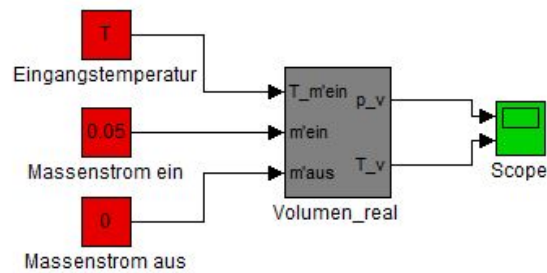 T
Eingangstemperatur
0.05
Massenstrom ein
0
Massenstrom aus
T_m'ein
m'ein
m'aus
p_v
T_v
Volumen_real
Scope